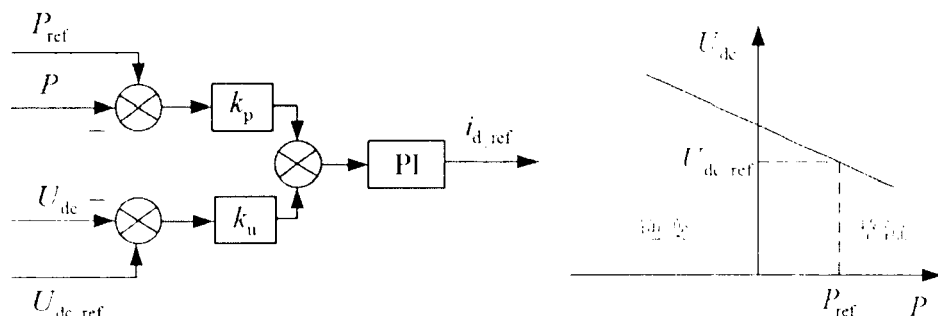 P_ref
P
−
k_p
i_d_ref
PI
U_dc
−
k_u
U_dc_ref
U_dc
U_dc_ref
P_ref
P